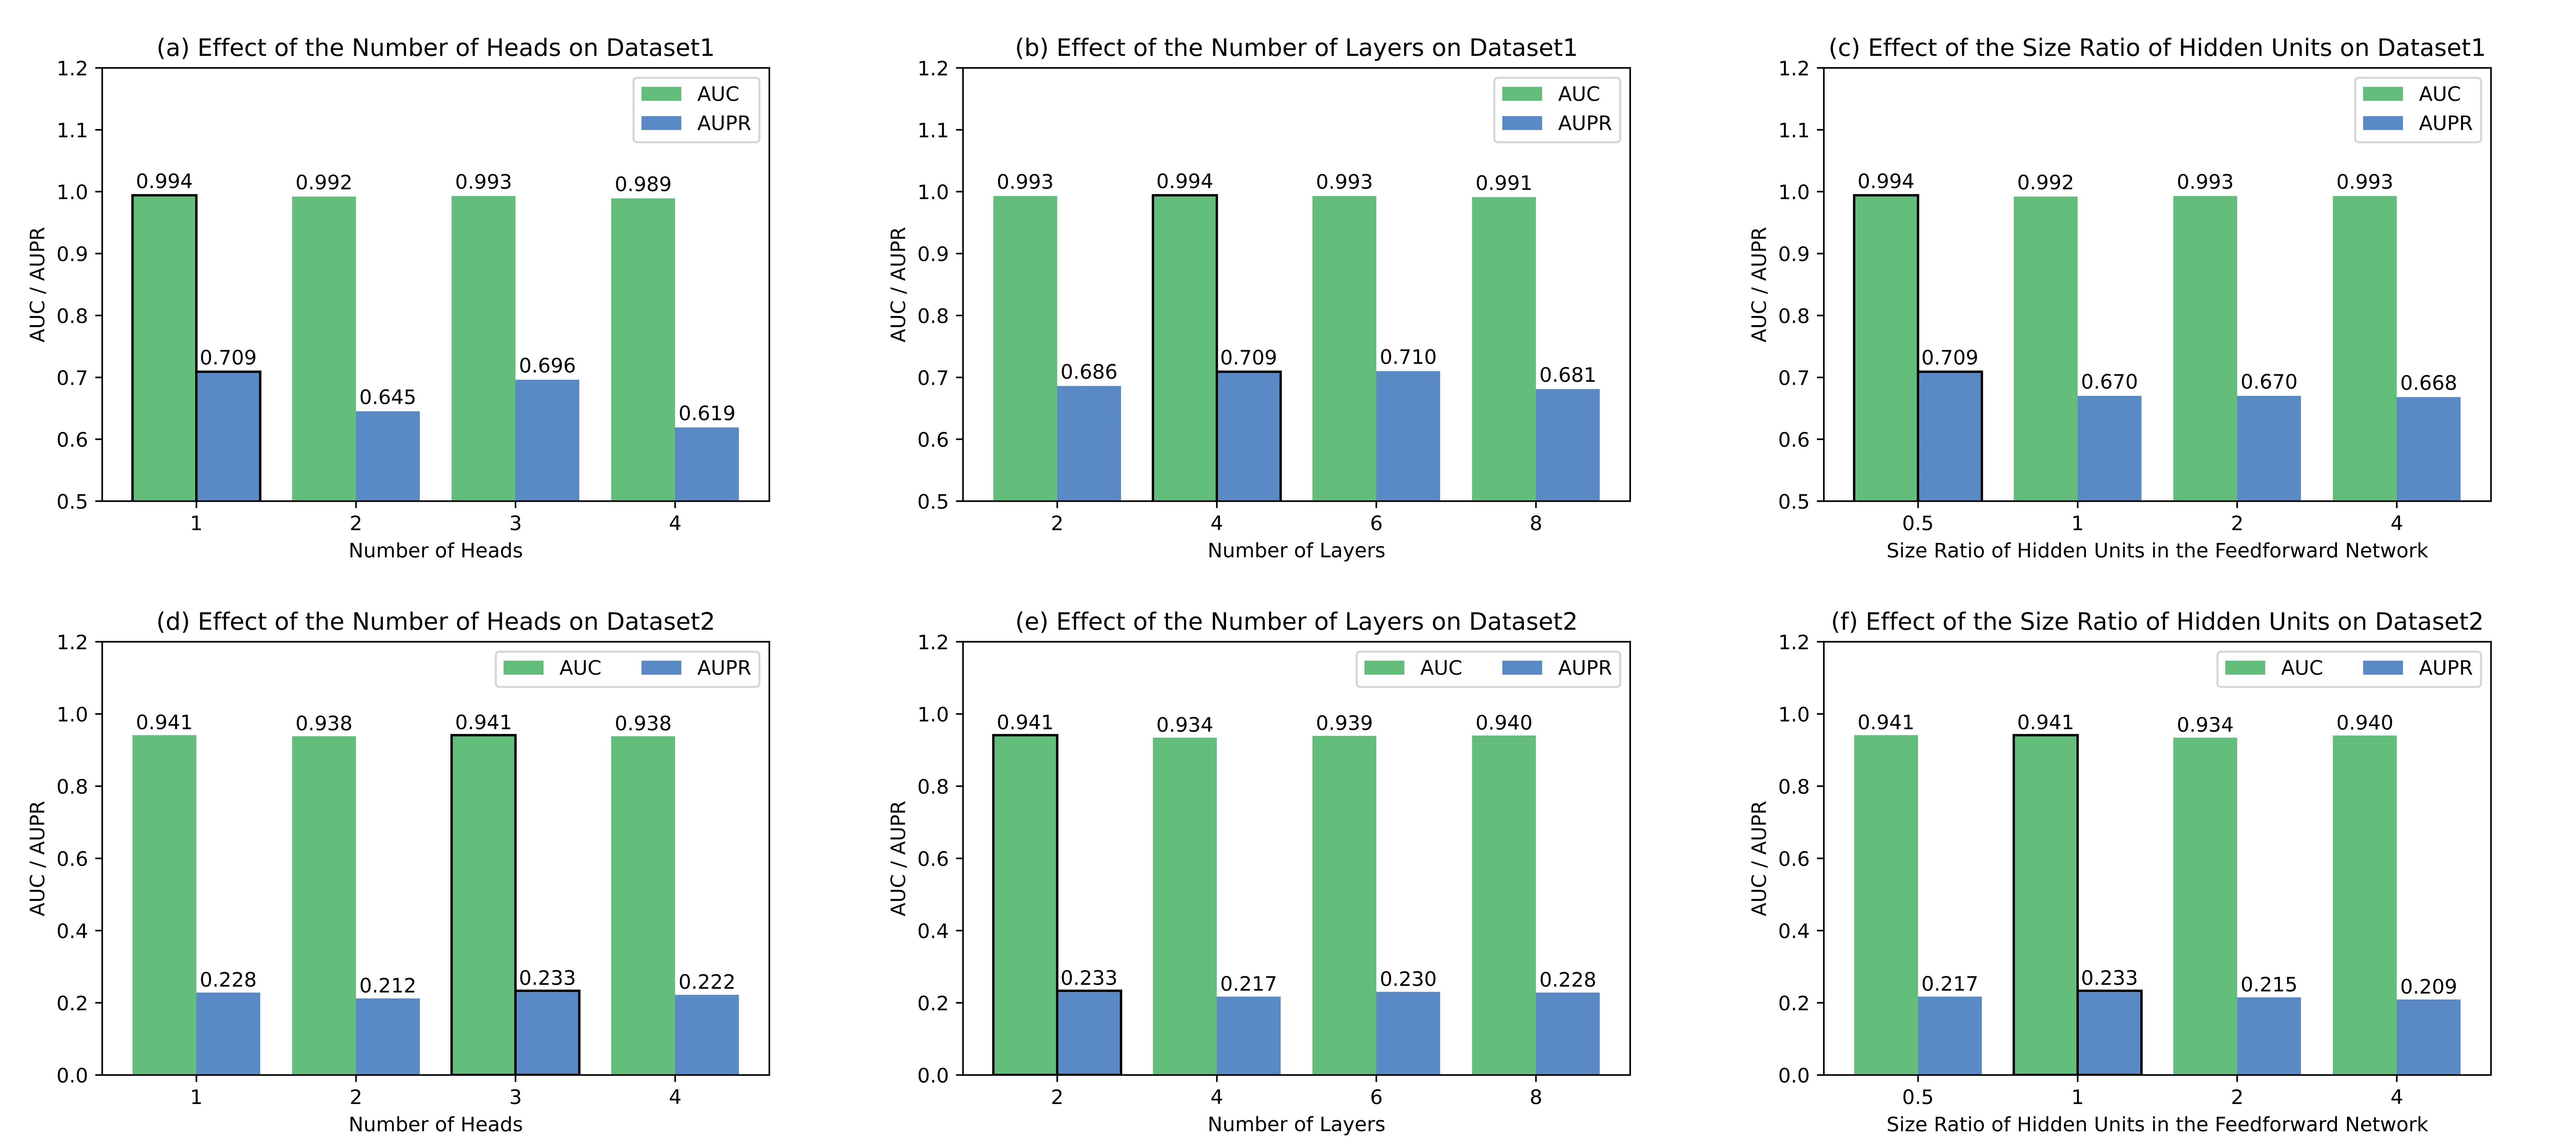 (a) Effect of the Number of Heads on Dataset1
1.2
1.1
1.0
0.9
0.8
0.7
0.6
0.5
AUC / AUPR
AUC
AUPR
0.994
0.709
0.992
0.645
0.993
0.696
0.989
0.619
1 2 3 4
Number of Heads
(b) Effect of the Number of Layers on Dataset1
1.2
1.1
1.0
0.9
0.8
0.7
0.6
0.5
AUC / AUPR
AUC
AUPR
0.993
0.686
0.994
0.709
0.993
0.710
0.991
0.681
2 4 6 8
Number of Layers
(c) Effect of the Size Ratio of Hidden Units on Dataset1
1.2
1.1
1.0
0.9
0.8
0.7
0.6
0.5
AUC / AUPR
AUC
AUPR
0.994
0.709
0.992
0.670
0.993
0.670
0.993
0.668
0.5 1 2 4
Size Ratio of Hidden Units in the Feedforward Network
(d) Effect of the Number of Heads on Dataset2
1.2
1.0
0.8
0.6
0.4
0.2
0.0
AUC / AUPR
AUC AUPR
0.941
0.228
0.938
0.212
0.941
0.233
0.938
0.222
1 2 3 4
Number of Heads
(e) Effect of the Number of Layers on Dataset2
1.2
1.0
0.8
0.6
0.4
0.2
0.0
AUC / AUPR
AUC AUPR
0.941
0.233
0.934
0.217
0.939
0.230
0.940
0.228
2 4 6 8
Number of Layers
(f) Effect of the Size Ratio of Hidden Units on Dataset2
1.2
1.0
0.8
0.6
0.4
0.2
0.0
AUC / AUPR
AUC AUPR
0.941
0.217
0.941
0.233
0.934
0.215
0.940
0.209
0.5 1 2 4
Size Ratio of Hidden Units in the Feedforward Network